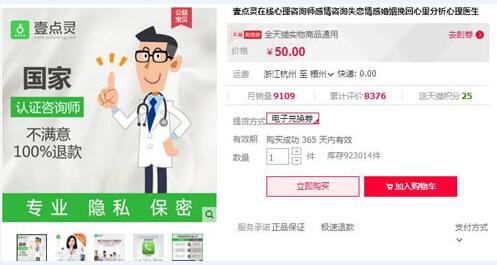 壹点灵
公益宝贝
国家
认证咨询师
不满意
100%退款
专业 隐私 保密
壹点灵在线心理咨询师感情咨询失恋情感婚姻挽回心里分析心理医生
天猫 购物券 全天猫实物商品通用 去刮券
价格 ¥50.00
运费 浙江杭州 至 梧州 快递: 0.00
月销量 9109 累计评价 8376 送天猫积分 25
提货方式 电子兑换券
有效期 购买成功 365 天内有效
数量 1 件 库存923014件
立即购买 加入购物车
服务承诺 正品保证 极速退款 支付方式